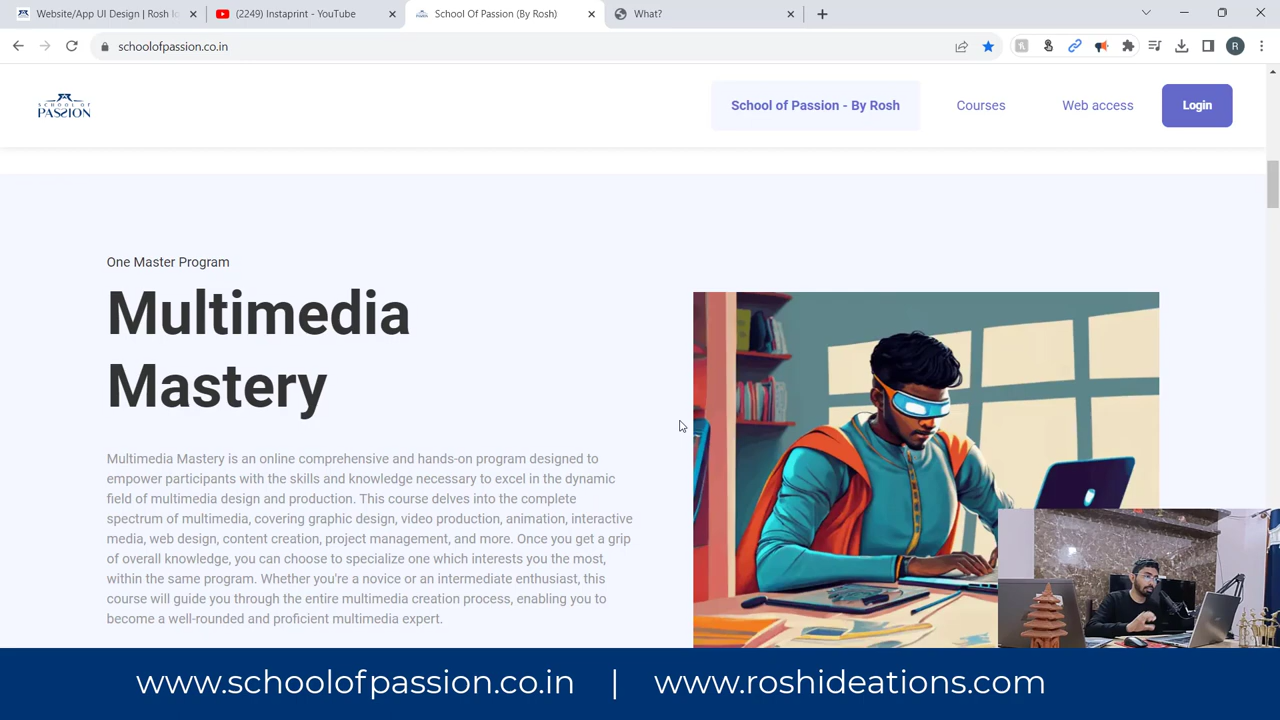 Website/App UI Design | Rosh Id
(2249) Instaprint - YouTube
School Of Passion (By Rosh)
What?
schoolofpassion.co.in
R
SCHOOL OF
PASSION
School of Passion - By Rosh
Courses
Web access
Login
One Master Program
Multimedia
Mastery
Multimedia Mastery is an online comprehensive and hands-on program designed to
empower participants with the skills and knowledge necessary to excel in the dynamic
field of multimedia design and production. This course delves into the complete
spectrum of multimedia, covering graphic design, video production, animation, interactive
media, web design, content creation, project management, and more. Once you get a grip
of overall knowledge, you can choose to specialize one which interests you the most,
within the same program. Whether you're a novice or an intermediate enthusiast, this
course will guide you through the entire multimedia creation process, enabling you to
become a well-rounded and proficient multimedia expert.
www.schoolofpassion.co.in | www.roshideations.com